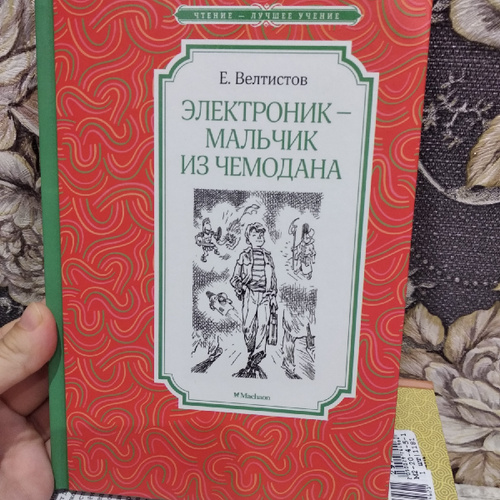 ЧТЕНИЕ – ЛУЧШЕЕ УЧЕНИЕ
Е. Велтистов
ЭЛЕКТРОНИК –
МАЛЬЧИК
ИЗ ЧЕМОДАНА
Machaon